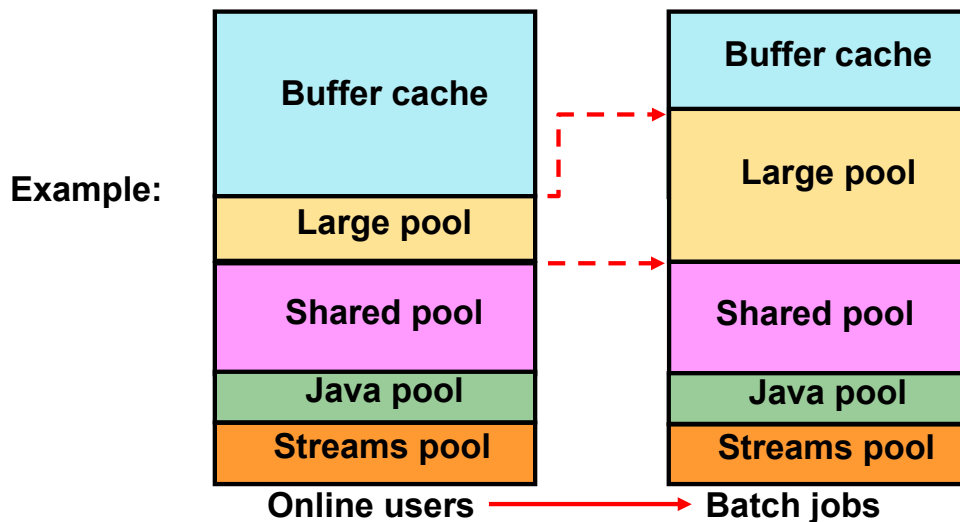 Example:
Buffer cache
Large pool
Shared pool
Java pool
Streams pool
Online users
Buffer cache
Large pool
Shared pool
Java pool
Streams pool
Batch jobs